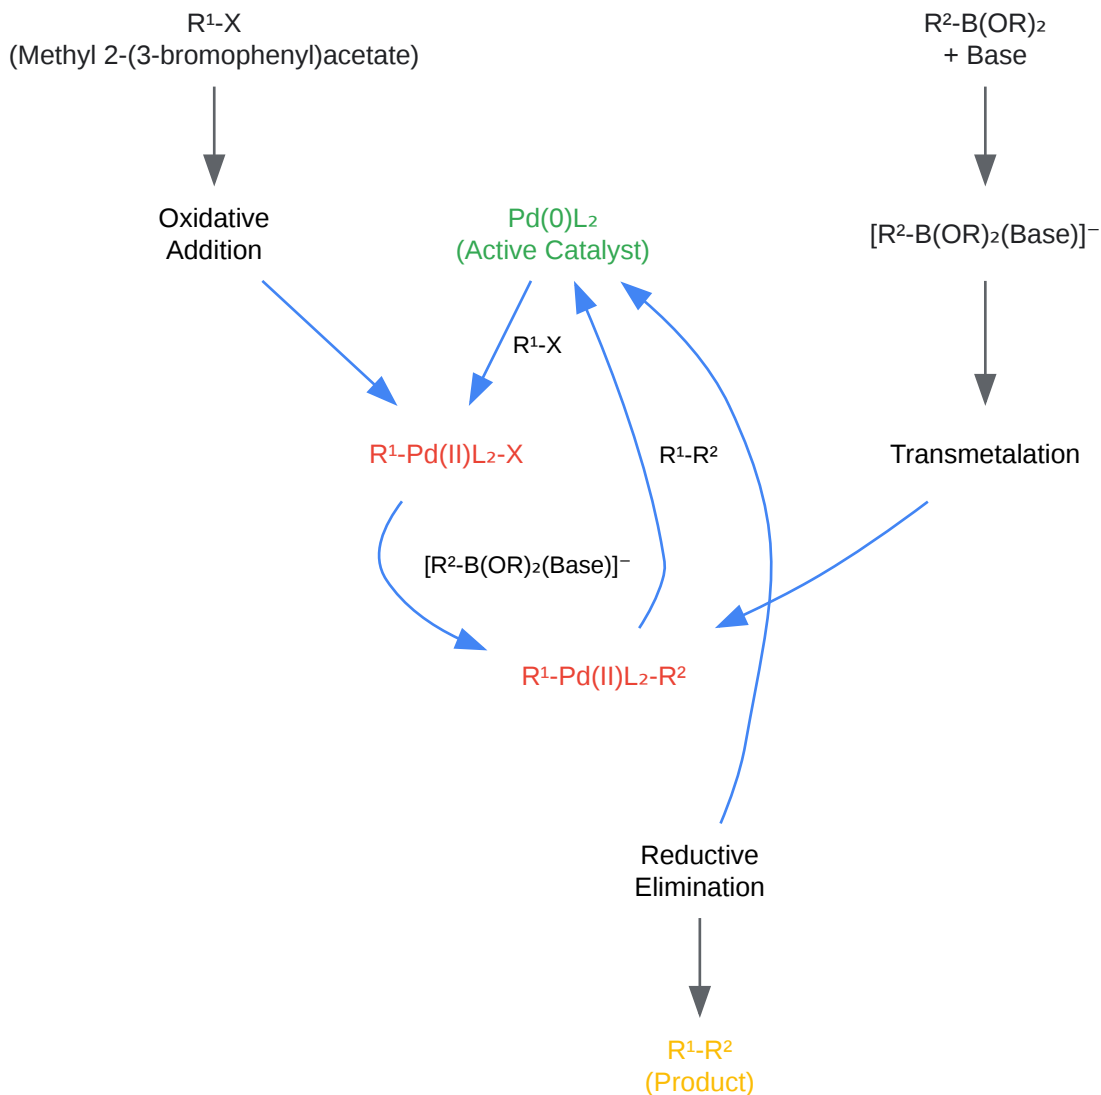 R¹-X
(Methyl 2-(3-bromophenyl)acetate)
R²-B(OR)₂
+ Base
Oxidative
Addition
Pd(0)L₂
(Active Catalyst)
[R²-B(OR)₂(Base)]⁻
R¹-X
R¹-Pd(II)L₂-X
R¹-R²
Transmetalation
[R²-B(OR)₂(Base)]⁻
R¹-Pd(II)L₂-R²
Reductive
Elimination
R¹-R²
(Product)